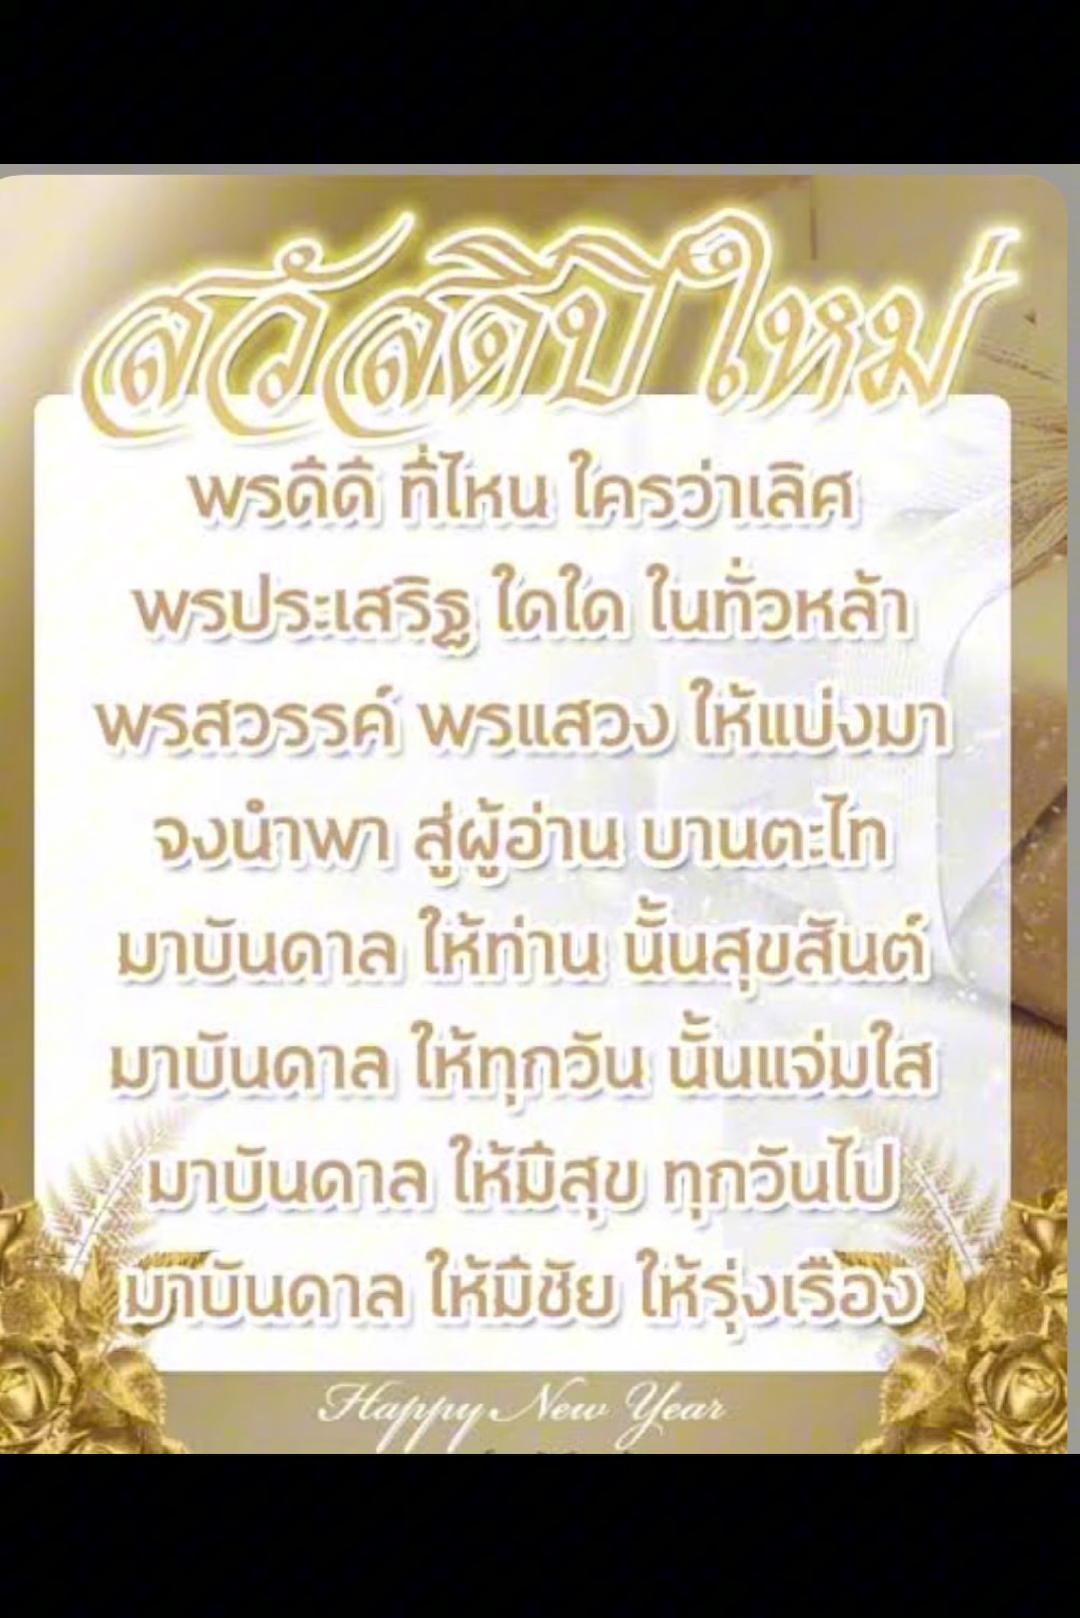 สวัสดีปีใหม่
พรดีดี ที่ไหน ใครว่าเลิศ
พรประเสริฐ ใดใด ในทั่วหล้า
พรสวรรค์ พรแสวง ให้แบ่งมา
จงนำพา สู่ผู้อ่าน บานตะไท
มาบันดาล ให้ท่าน นั้นสุขสันต์
มาบันดาล ให้ทุกวัน นั้นแจ่มใส
มาบันดาล ให้มีสุข ทุกวันไป
มาบันดาล ให้มีชัย ให้รุ่งเรือง
Happy New Year